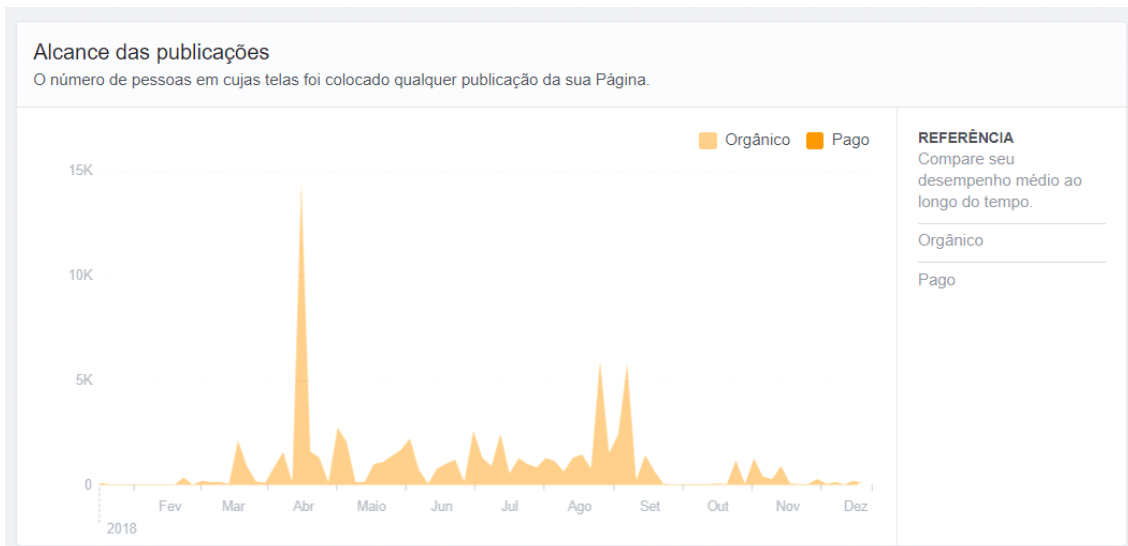 Alcance das publicações
O número de pessoas em cujas telas foi colocado qualquer publicação da sua Página.
Orgânico Pago
15K
10K
5K
0
Fev Mar Abr Maio Jun Jul Ago Set Out Nov Dez
2018
REFERÊNCIA
Compare seu
desempenho médio ao
longo do tempo.
Orgânico
Pago